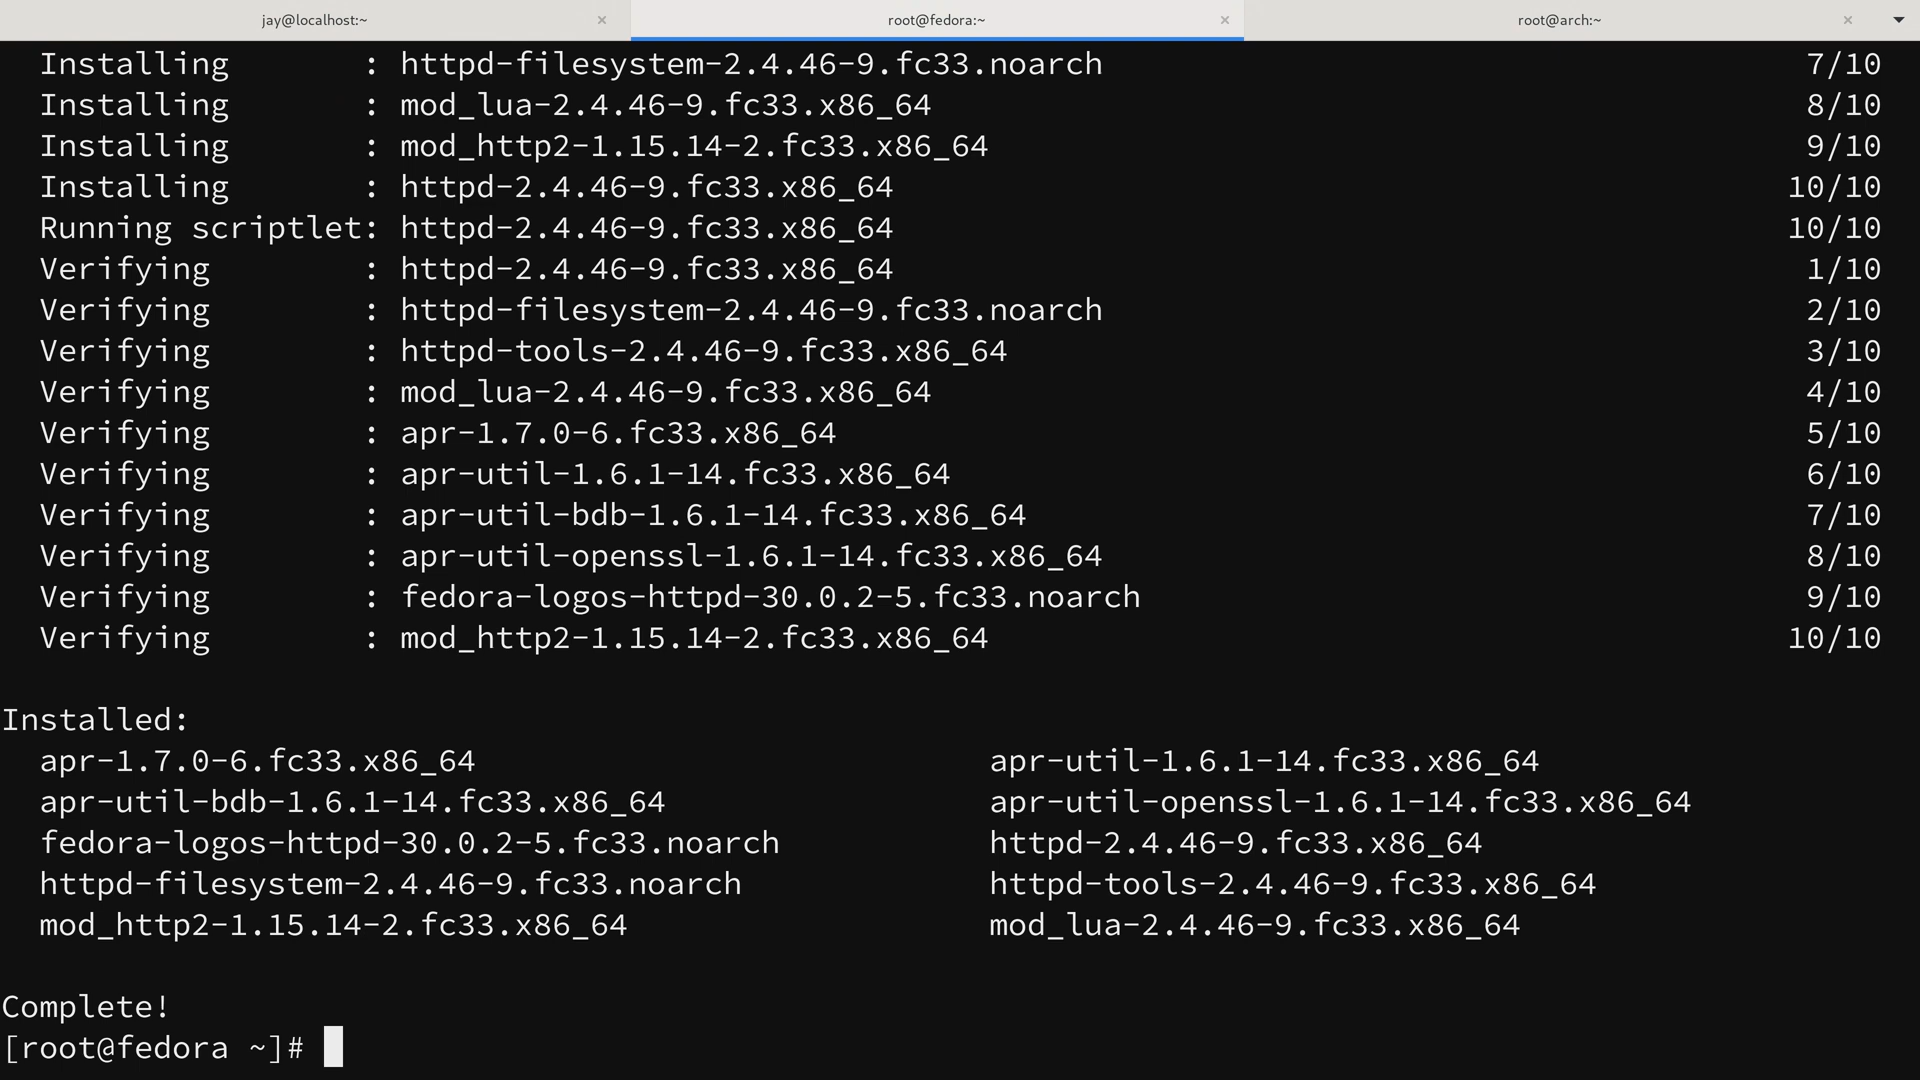 jay@localhost:~ × root@fedora:~ × root@arch:~ ×
Installing       : httpd-filesystem-2.4.46-9.fc33.noarch 7/10
Installing       : mod_lua-2.4.46-9.fc33.x86_64 8/10
Installing       : mod_http2-1.15.14-2.fc33.x86_64 9/10
Installing       : httpd-2.4.46-9.fc33.x86_64 10/10
Running scriptlet: httpd-2.4.46-9.fc33.x86_64 10/10
Verifying        : httpd-2.4.46-9.fc33.x86_64 1/10
Verifying        : httpd-filesystem-2.4.46-9.fc33.noarch 2/10
Verifying        : httpd-tools-2.4.46-9.fc33.x86_64 3/10
Verifying        : mod_lua-2.4.46-9.fc33.x86_64 4/10
Verifying        : apr-1.7.0-6.fc33.x86_64 5/10
Verifying        : apr-util-1.6.1-14.fc33.x86_64 6/10
Verifying        : apr-util-bdb-1.6.1-14.fc33.x86_64 7/10
Verifying        : apr-util-openssl-1.6.1-14.fc33.x86_64 8/10
Verifying        : fedora-logos-httpd-30.0.2-5.fc33.noarch 9/10
Verifying        : mod_http2-1.15.14-2.fc33.x86_64 10/10
Installed:
apr-1.7.0-6.fc33.x86_64 apr-util-1.6.1-14.fc33.x86_64
apr-util-bdb-1.6.1-14.fc33.x86_64 apr-util-openssl-1.6.1-14.fc33.x86_64
fedora-logos-httpd-30.0.2-5.fc33.noarch httpd-2.4.46-9.fc33.x86_64
httpd-filesystem-2.4.46-9.fc33.noarch httpd-tools-2.4.46-9.fc33.x86_64
mod_http2-1.15.14-2.fc33.x86_64 mod_lua-2.4.46-9.fc33.x86_64
Complete!
[root@fedora ~]#